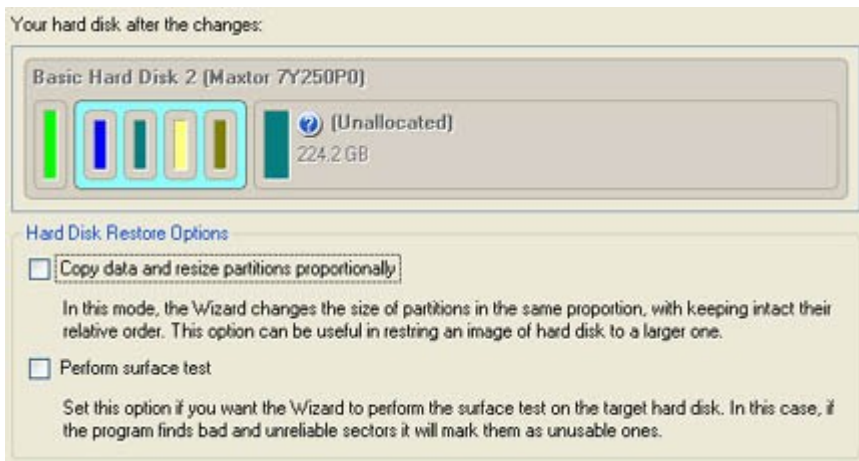 Your hard disk after the changes:
Basic Hard Disk 2 (Maxtor 7Y250P0)
(Unallocated)
224.2 GB
Hard Disk Restore Options
Copy data and resize partitions proportionally
In this mode, the Wizard changes the size of partitions in the same proportion, with keeping intact their
relative order. This option can be useful in restring an image of hard disk to a larger one.
Perform surface test
Set this option if you want the Wizard to perform the surface test on the target hard disk. In this case, if
the program finds bad and unreliable sectors it will mark them as unusable ones.